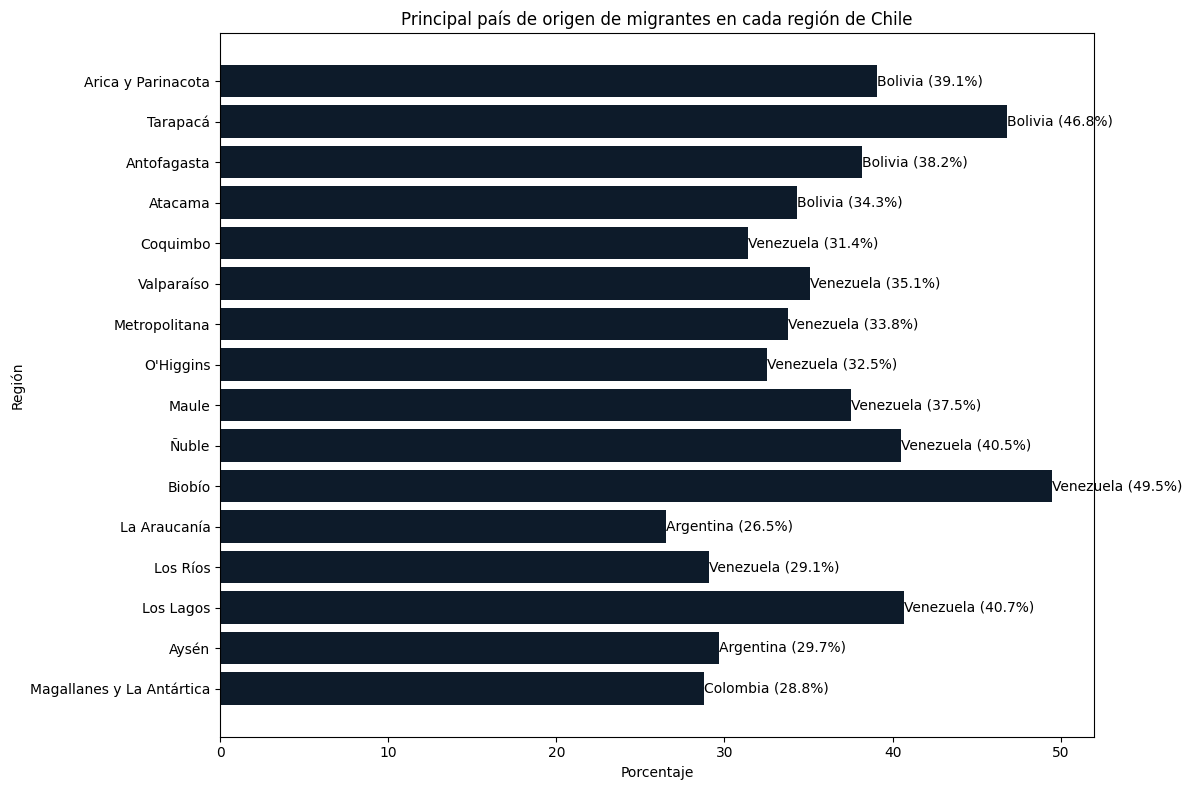 Principal país de origen de migrantes en cada región de Chile
Región
Arica y Parinacota Bolivia (39.1%)
Tarapacá Bolivia (46.8%)
Antofagasta Bolivia (38.2%)
Atacama Bolivia (34.3%)
Coquimbo Venezuela (31.4%)
Valparaíso Venezuela (35.1%)
Metropolitana Venezuela (33.8%)
O'Higgins Venezuela (32.5%)
Maule Venezuela (37.5%)
Ñuble Venezuela (40.5%)
Biobío Venezuela (49.5%)
La Araucanía Argentina (26.5%)
Los Ríos Venezuela (29.1%)
Los Lagos Venezuela (40.7%)
Aysén Argentina (29.7%)
Magallanes y La Antártica Colombia (28.8%)
0 10 20 30 40 50
Porcentaje